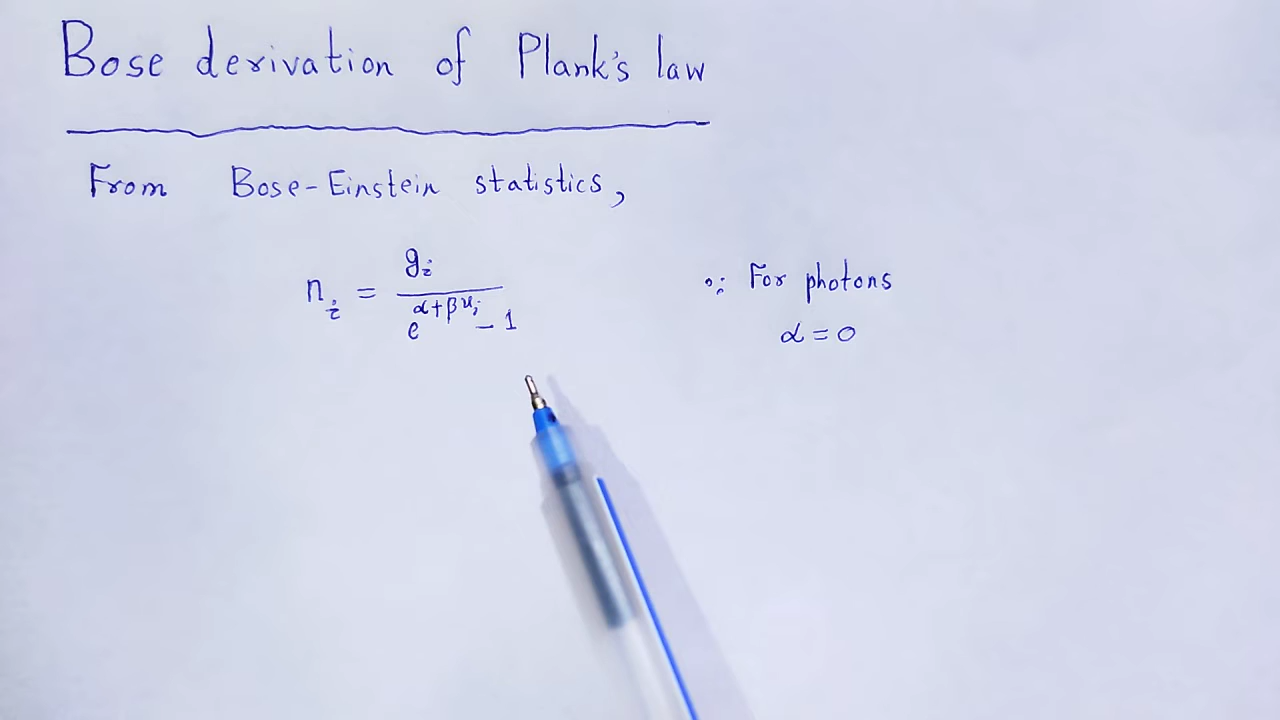 Bose derivation of Plank's law
From Bose-Einstein statistics,
nᵢ = gᵢ / (e^(α+βuᵢ) - 1)
∵ For photons
α = 0